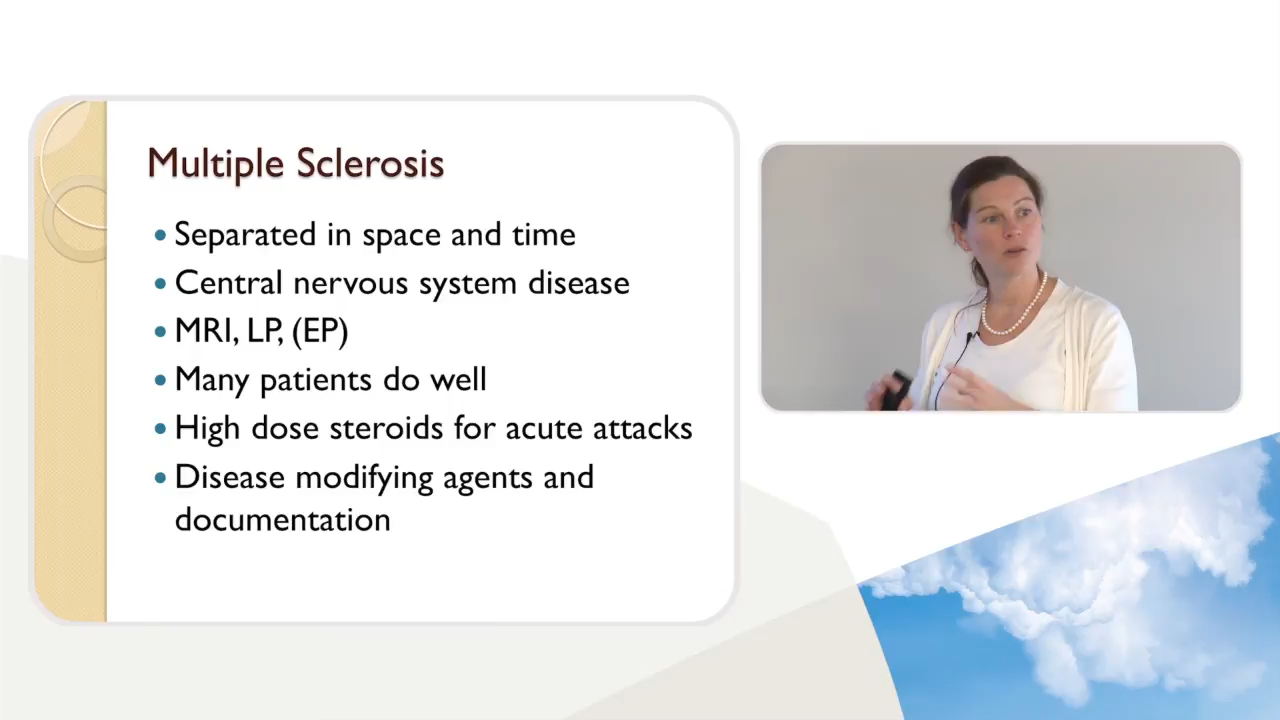 Multiple Sclerosis
• Separated in space and time
• Central nervous system disease
• MRI, LP, (EP)
• Many patients do well
• High dose steroids for acute attacks
• Disease modifying agents and
documentation